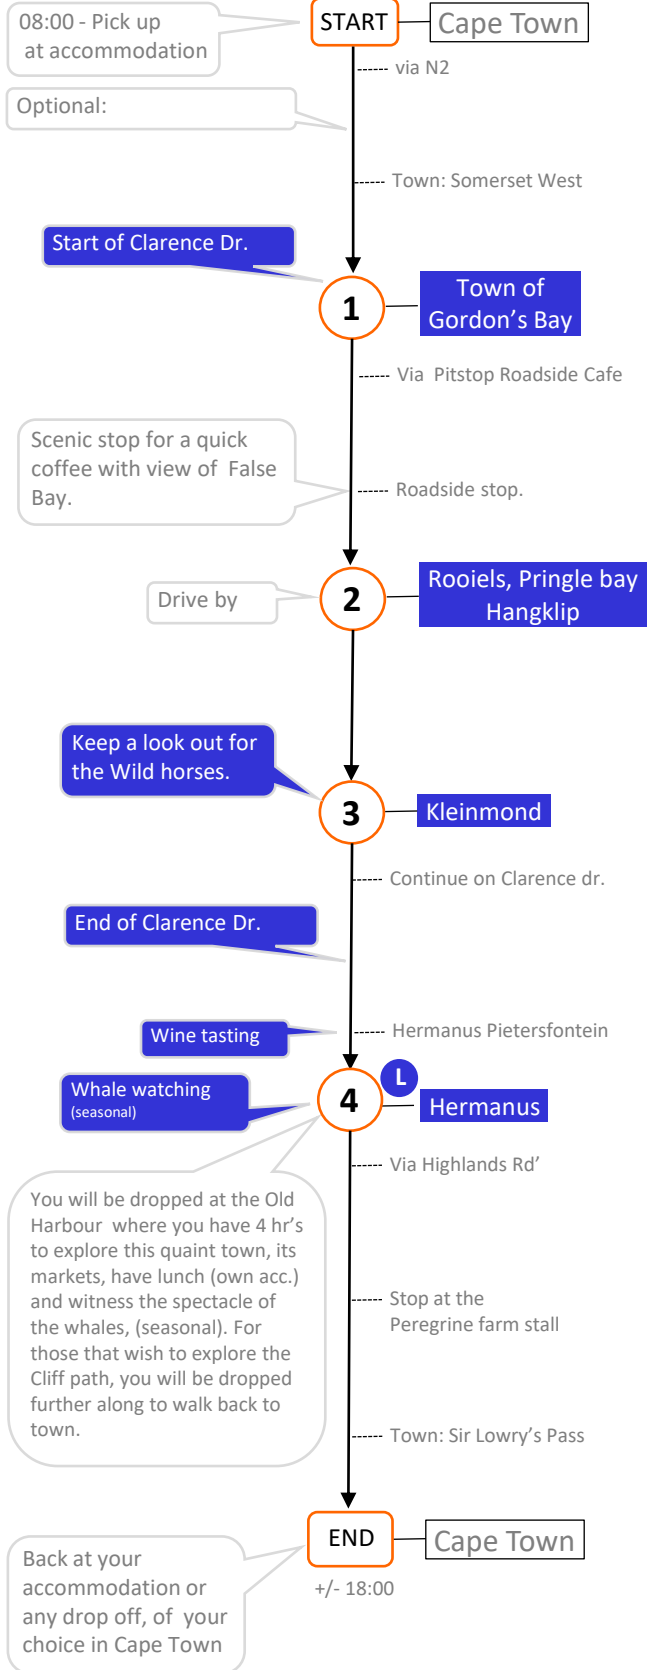 08:00 - Pick up
at accommodation
START
Cape Town
via N2
Optional:
Town: Somerset West
Start of Clarence Dr.
1
Town of
Gordon's Bay
Via Pitstop Roadside Cafe
Scenic stop for a quick
coffee with view of False
Bay.
Roadside stop.
Drive by
2
Rooiels, Pringle bay
Hangklip
Keep a look out for
the Wild horses.
3
Kleinmond
Continue on Clarence dr.
End of Clarence Dr.
Wine tasting
Hermanus Pietersfontein
Whale watching
(seasonal)
4
L
Hermanus
Via Highlands Rd'
You will be dropped at the Old
Harbour where you have 4 hr's
to explore this quaint town, its
markets, have lunch (own acc.)
and witness the spectacle of
the whales, (seasonal). For
those that wish to explore the
Cliff path, you will be dropped
further along to walk back to
town.
Stop at the
Peregrine farm stall
Town: Sir Lowry's Pass
END
Cape Town
+/- 18:00
Back at your
accommodation or
any drop off, of your
choice in Cape Town